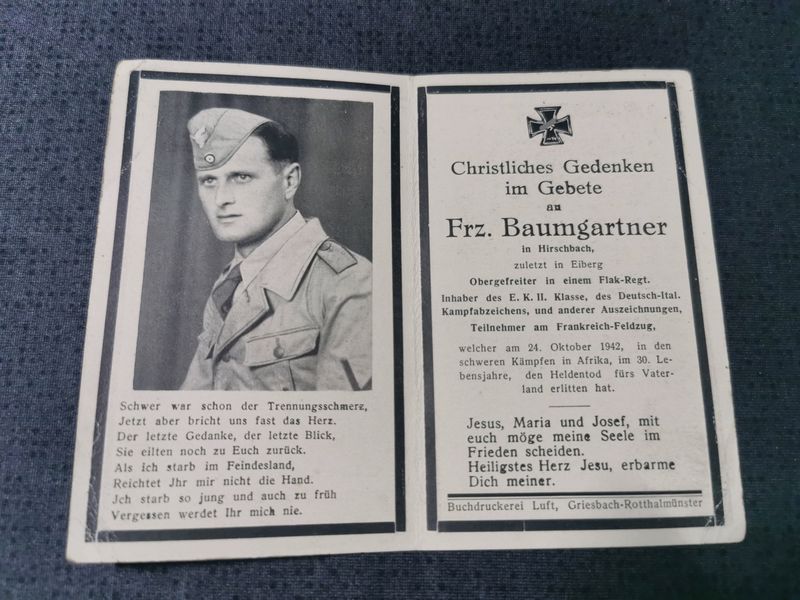 Schwer war schon der Trennungsschmerz,
Jetzt aber bricht uns fast das Herz.
Der letzte Gedanke, der letzte Blick,
Sie eilten noch zu Euch zurück.
Als ich starb im Feindesland,
Reichtet Jhr mir nicht die Hand.
Jch starb so jung und auch zu früh
Vergessen werdet Ihr mich nie.
Christliches Gedenken
im Gebete
an
Frz. Baumgartner
in Hirschbach,
zuletzt in Eiberg
Obergefreiter in einem Flak-Regt.
Inhaber des E. K. II. Klasse, des Deutsch-Ital.
Kampfabzeichens, und anderer Auszeichnungen,
Teilnehmer am Frankreich-Feldzug,
welcher am 24. Oktober 1942, in den
schweren Kämpfen in Afrika, im 30. Le-
bensjahre, den Heldentod fürs Vater-
land erlitten hat.
Jesus, Maria und Josef, mit
euch möge meine Seele im
Frieden scheiden.
Heiligstes Herz Jesu, erbarme
Dich meiner.
Buchdruckerei Luft, Griesbach-Rotthalmünster